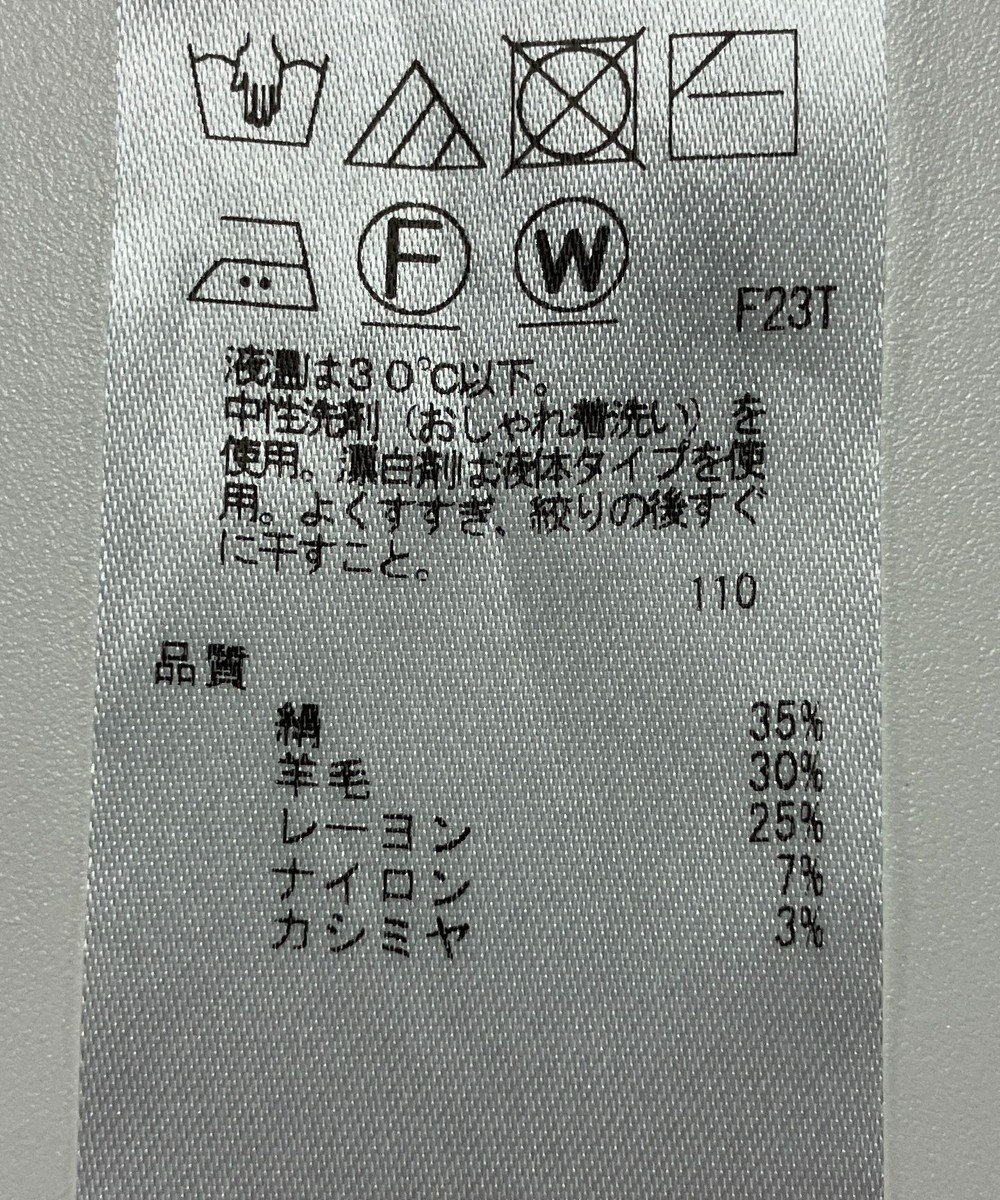 F
W
F23T
液温は30℃以下。
中性洗剤（おしゃれ着洗い）を
使用。漂白剤は液体タイプを使
用。よくすすぎ、絞りの後すぐ
に干すこと。
110
品質
絹 35%
羊毛 30%
レーヨン 25%
ナイロン 7%
カシミヤ 3%